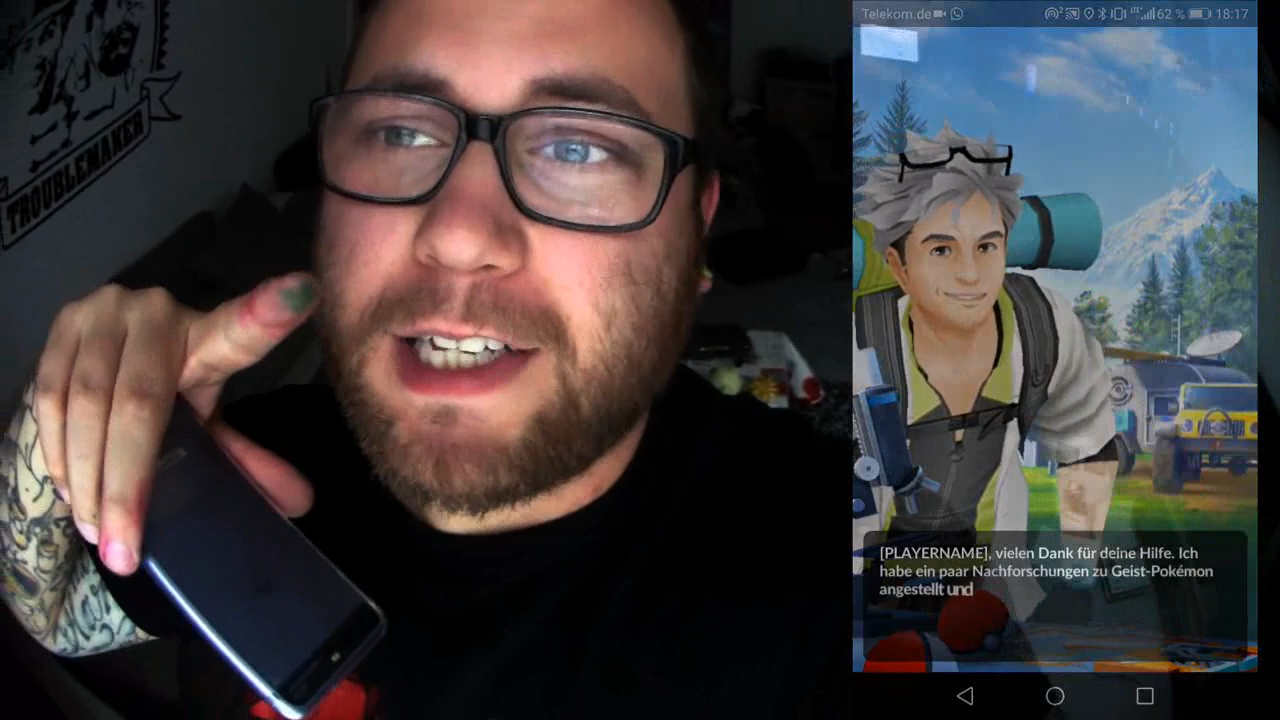 TROUBLEMAKER
Telekom.de
62 % 18:17
[PLAYERNAME], vielen Dank für deine Hilfe. Ich
habe ein paar Nachforschungen zu Geist-Pokémon
angestellt und